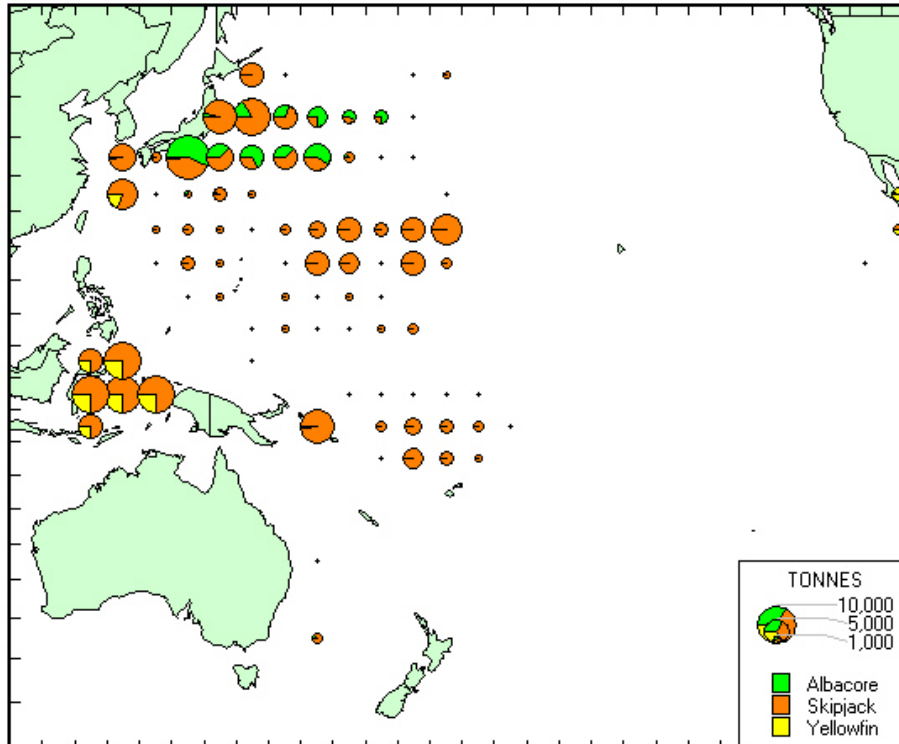 TONNES
10,000
5,000
1,000
Albacore
Skipjack
Yellowfin